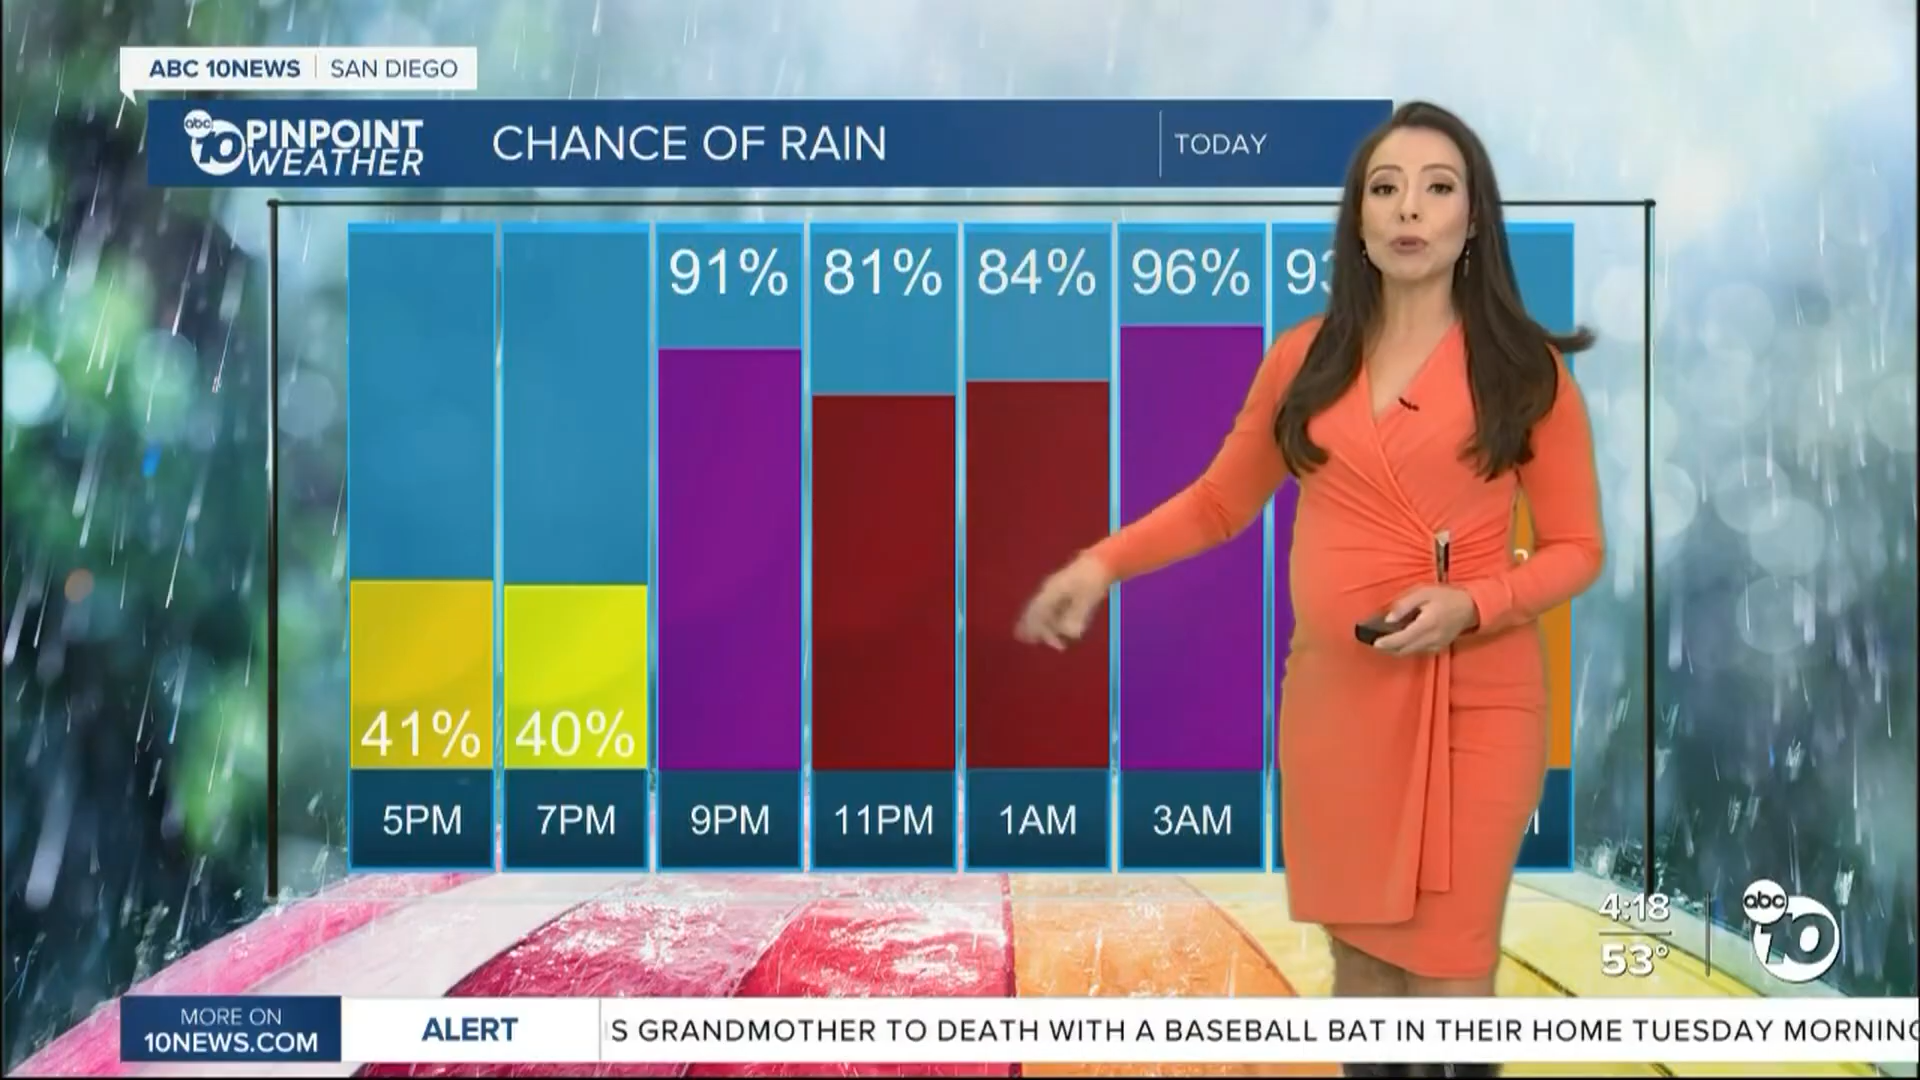 ABC 10NEWS SAN DIEGO
abc 10 PINPOINT WEATHER
CHANCE OF RAIN
TODAY
91% 81% 84% 96% 93
41% 40%
5PM 7PM 9PM 11PM 1AM 3AM
4:18
53°
abc 10
MORE ON
10NEWS.COM
ALERT
S GRANDMOTHER TO DEATH WITH A BASEBALL BAT IN THEIR HOME TUESDAY MORNING